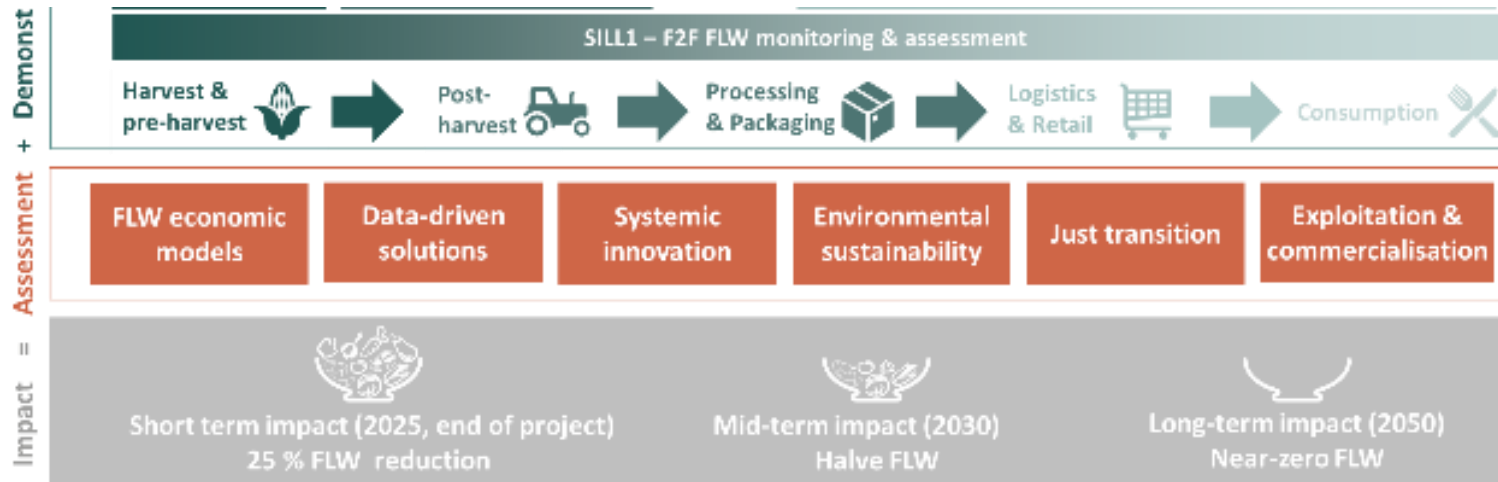 SILL1 – F2F FLW monitoring & assessment
Harvest &
pre-harvest
Post-
harvest
Processing
& Packaging
Logistics
& Retail
Consumption
+ Demonst
FLW economic
models
Data-driven
solutions
Systemic
innovation
Environmental
sustainability
Just transition
Exploitation &
commercialisation
Assessment
Short term impact (2025, end of project)
25 % FLW reduction
Mid-term impact (2030)
Halve FLW
Long-term impact (2050)
Near-zero FLW
Impact =